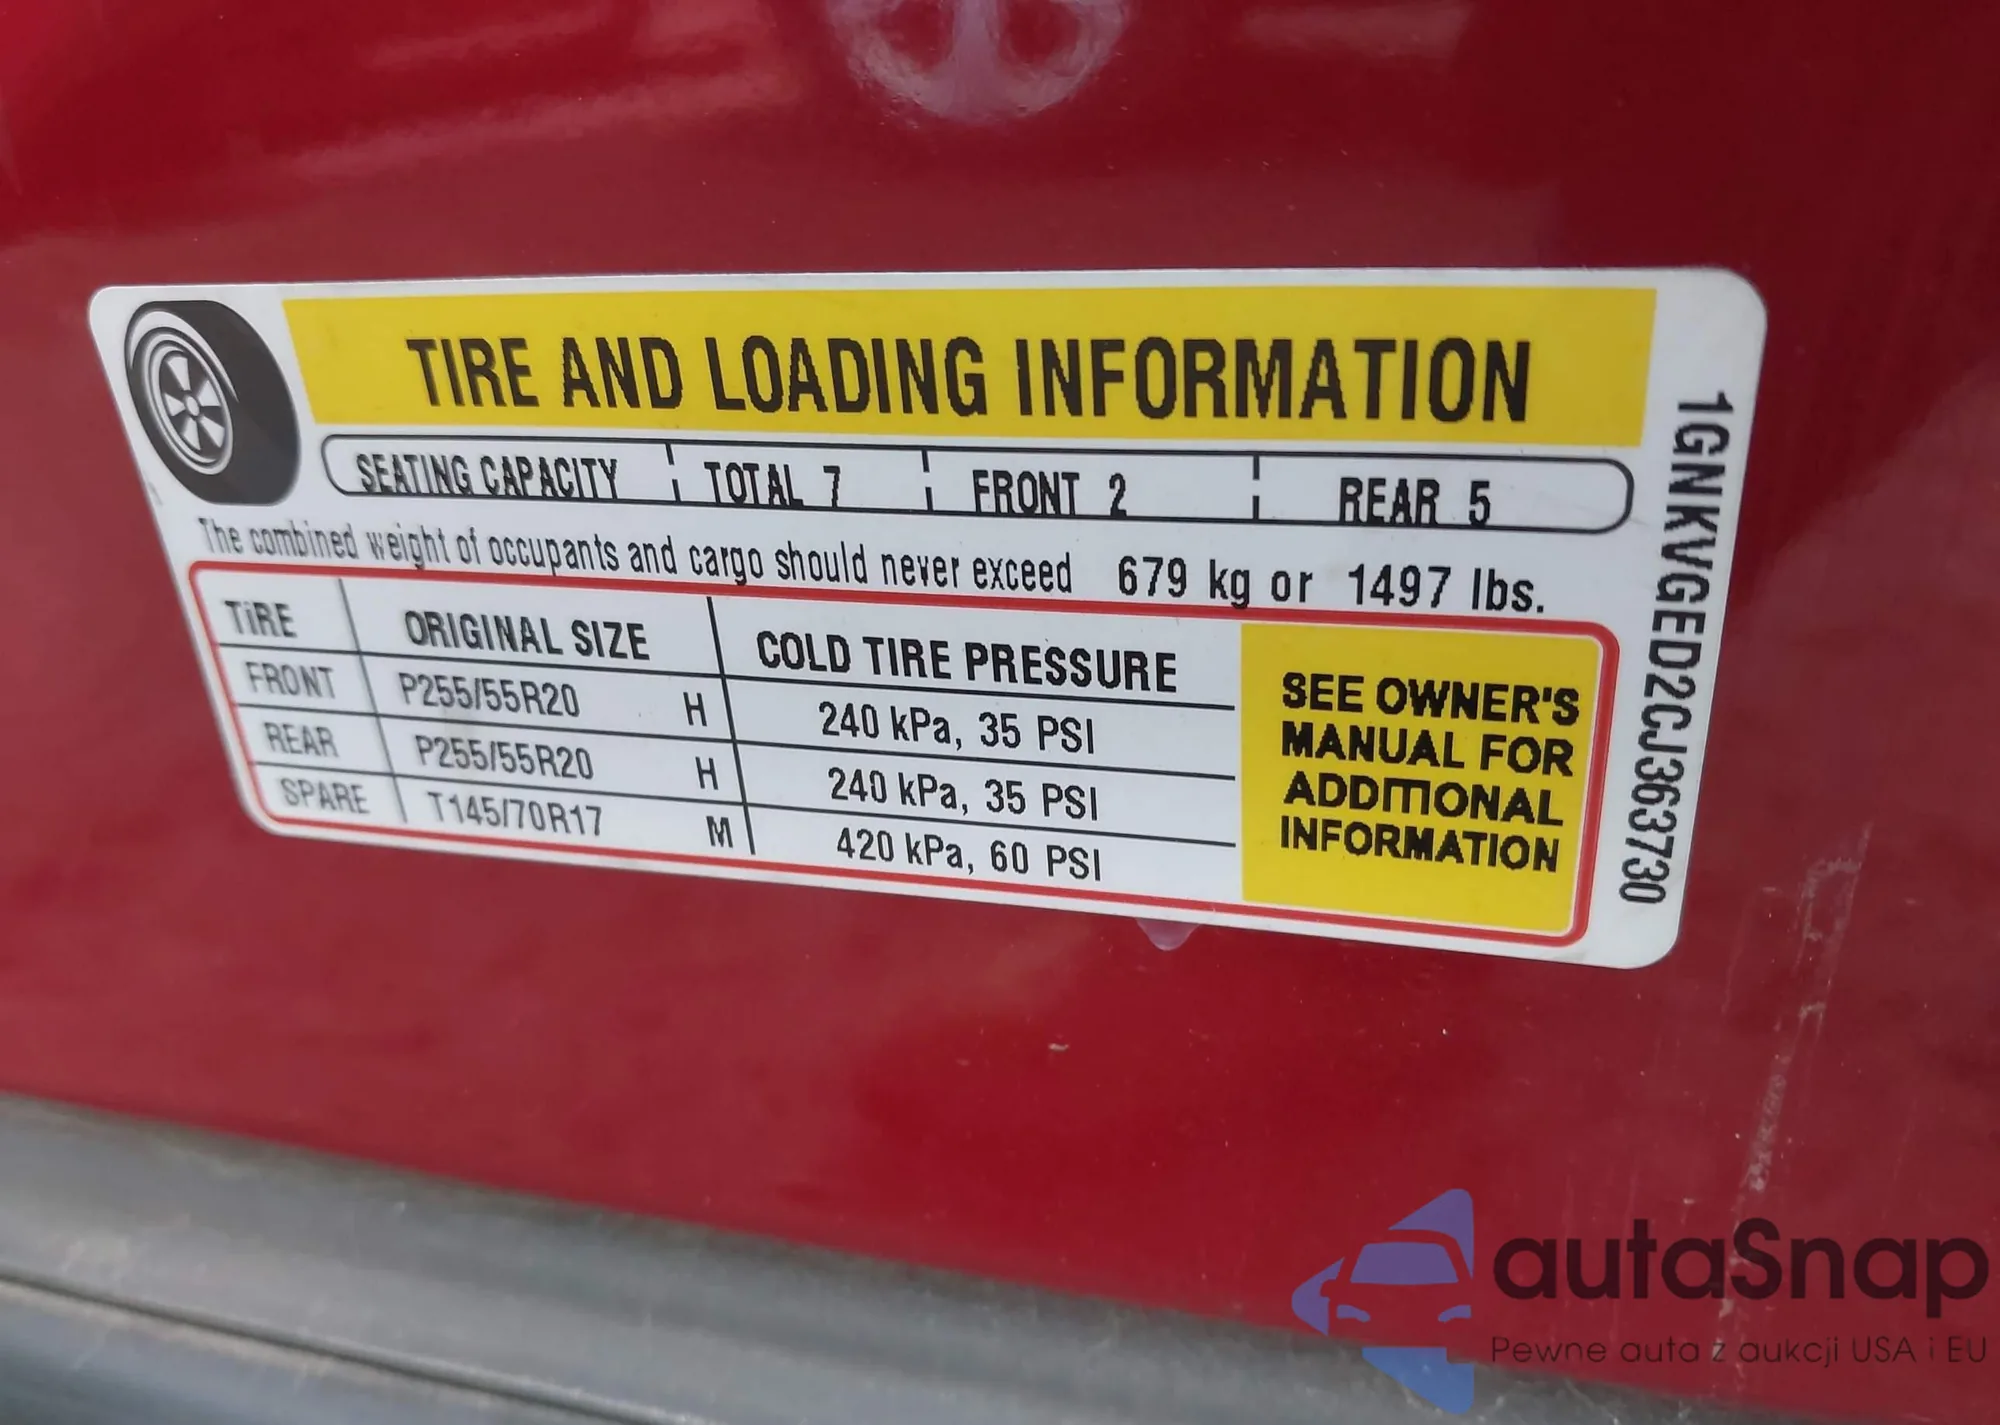 TIRE AND LOADING INFORMATION
SEATING CAPACITY TOTAL 7 FRONT 2 REAR 5
The combined weight of occupants and cargo should never exceed 679 kg or 1497 lbs.
TIRE ORIGINAL SIZE COLD TIRE PRESSURE
FRONT P255/55R20 H 240 kPa, 35 PSI
REAR P255/55R20 H 240 kPa, 35 PSI
SPARE T145/70R17 M 420 kPa, 60 PSI
SEE OWNER'S
MANUAL FOR
ADDITIONAL
INFORMATION
1GNKVGED2CJ363730
autaSnap
Pewne auta z aukcji USA i EU